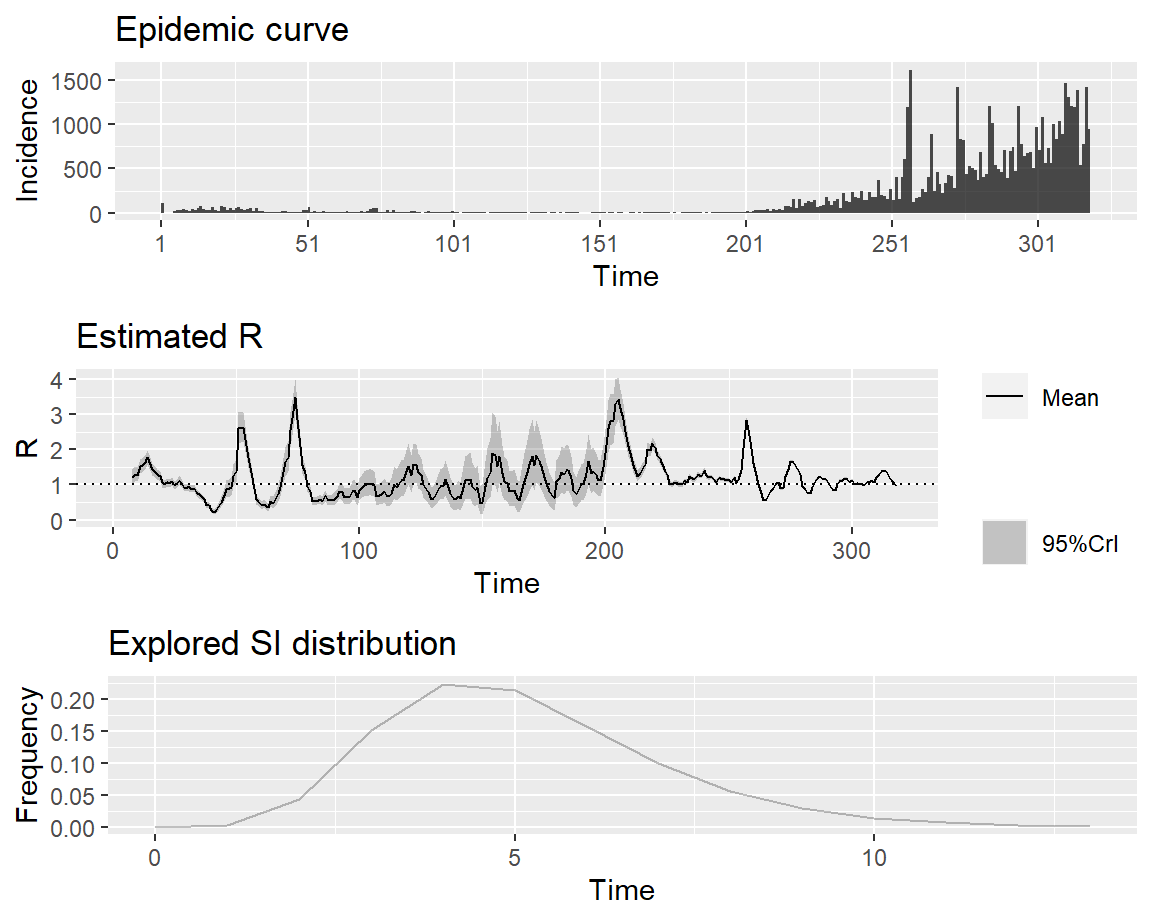 Epidemic curve
Incidence
1500
1000
500
0
1 51 101 151 201 251 301
Time
Estimated R
R
4
3
2
1
0
0 100 200 300
Time
Mean
95%CrI
Explored SI distribution
Frequency
0.20
0.15
0.10
0.05
0.00
0 5 10
Time